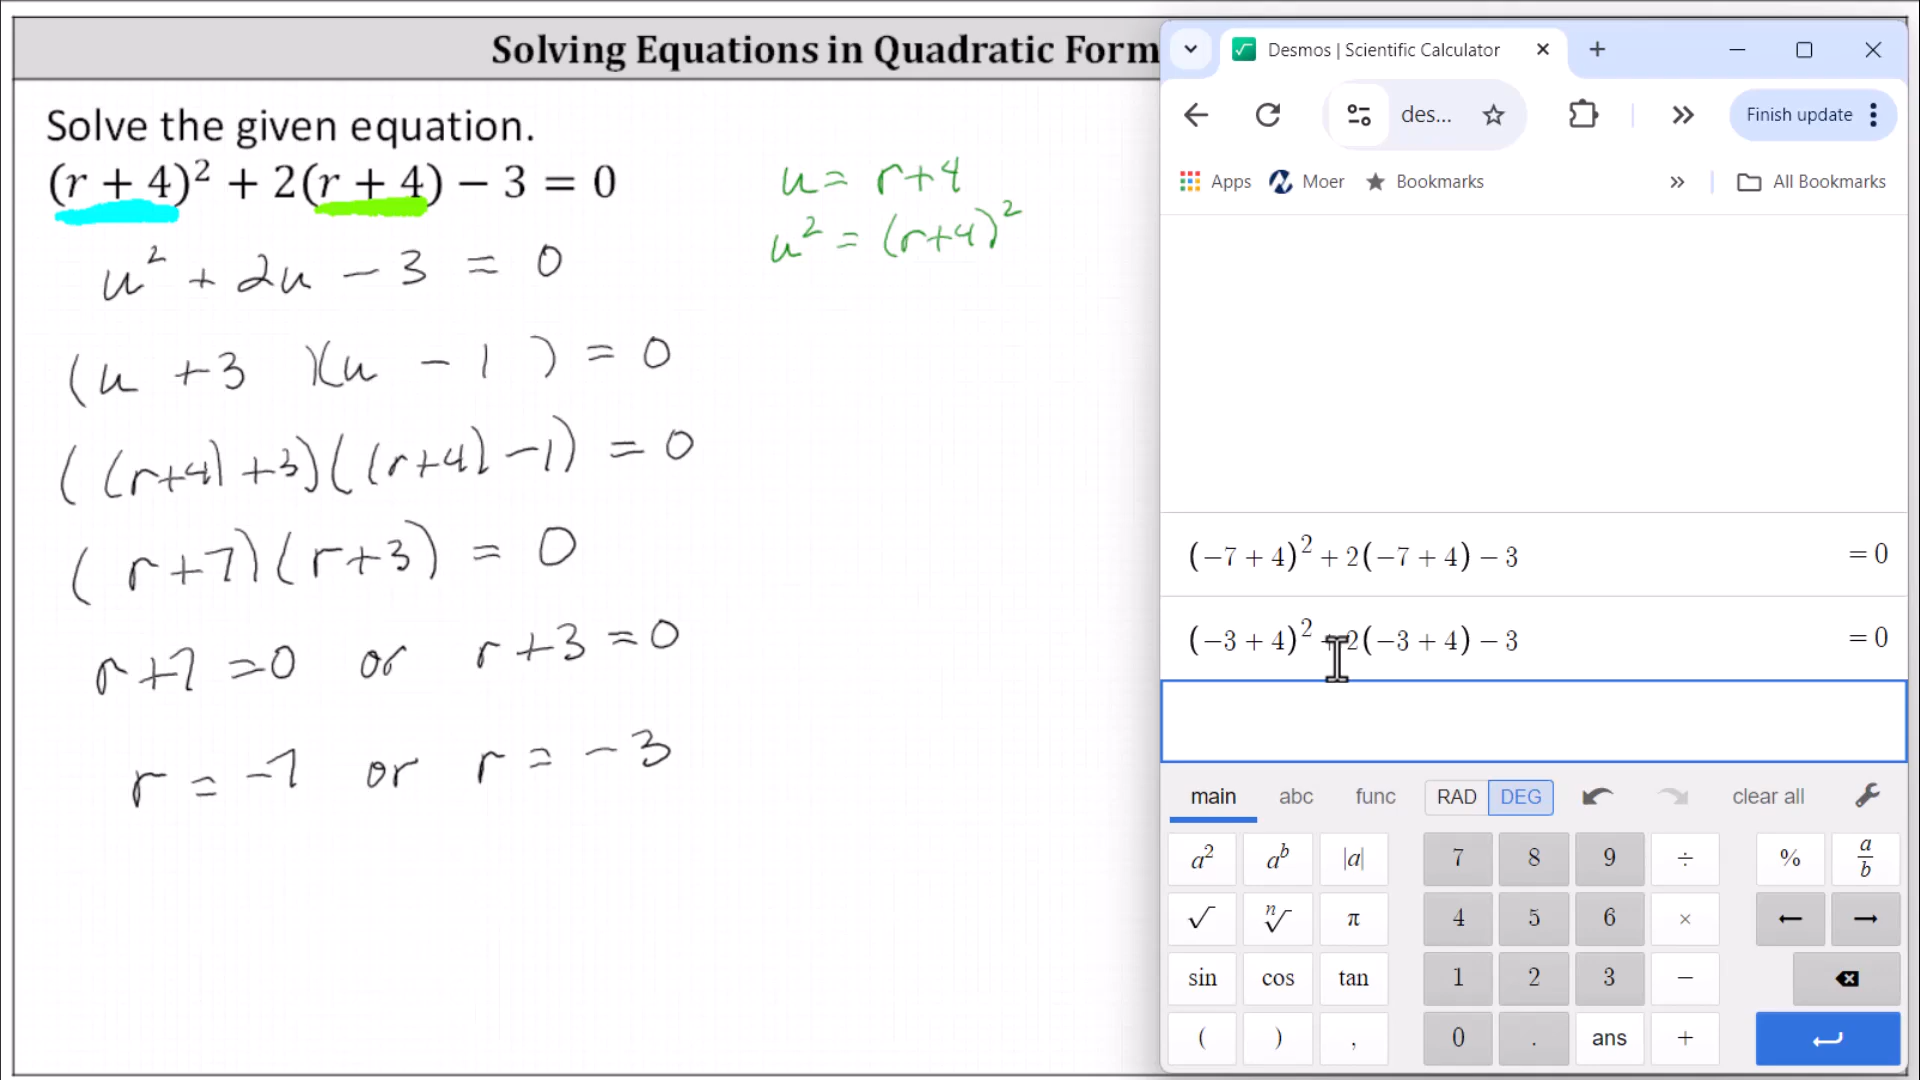 Solving Equations in Quadratic Form
Solve the given equation.
(r + 4)² + 2(r + 4) − 3 = 0
u = r+4
u² = (r+4)²
u² + 2u − 3 = 0
(u +3 )(u − 1 ) = 0
((r+4)+3)((r+4)−1) = 0
(r+7)(r+3) = 0
r+7 =0 or r+3 =0
r = −7 or r = −3
Desmos | Scientific Calculator
des...
Finish update
Apps Moer Bookmarks All Bookmarks
(−7 + 4)² + 2(−7 + 4) − 3 = 0
(−3 + 4)² + 2(−3 + 4) − 3 = 0
main abc func RAD DEG clear all
a² aᵇ |a| 7 8 9 ÷ % a/b
√ ⁿ√ π 4 5 6 × ← →
sin cos tan 1 2 3 −
( ) , 0 . ans +